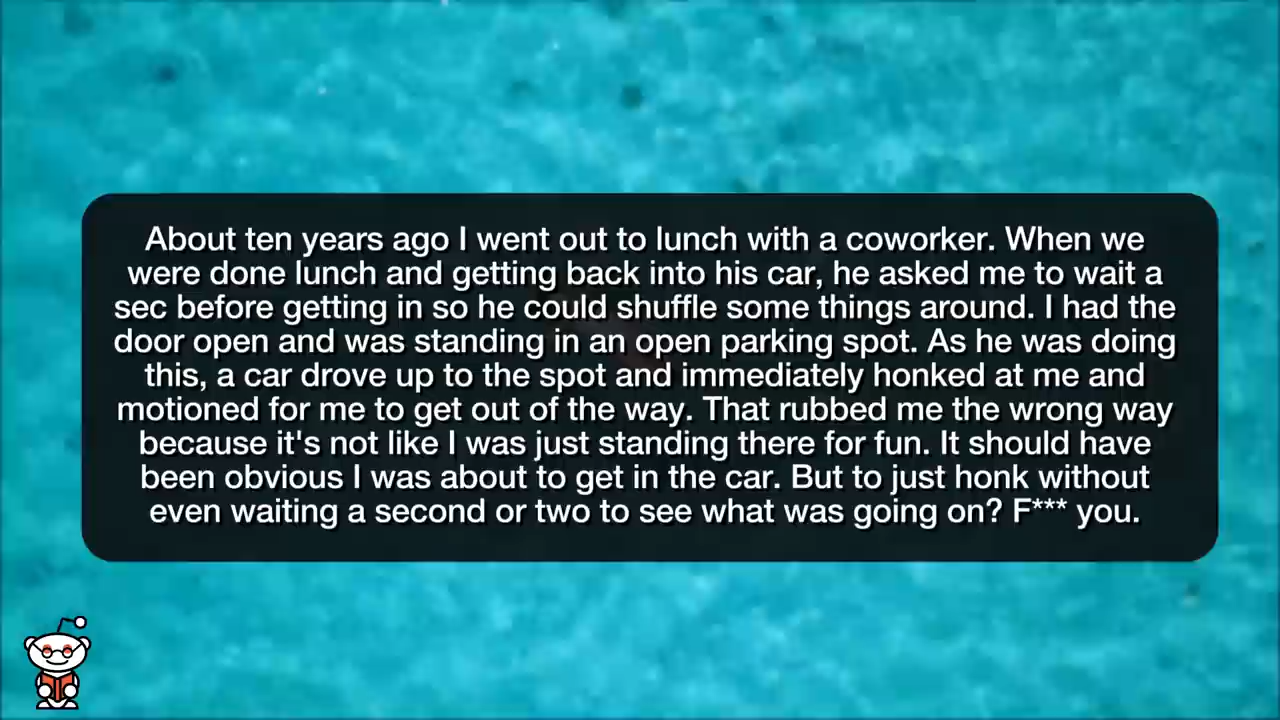 About ten years ago I went out to lunch with a coworker. When we
were done lunch and getting back into his car, he asked me to wait a
sec before getting in so he could shuffle some things around. I had the
door open and was standing in an open parking spot. As he was doing
this, a car drove up to the spot and immediately honked at me and
motioned for me to get out of the way. That rubbed me the wrong way
because it's not like I was just standing there for fun. It should have
been obvious I was about to get in the car. But to just honk without
even waiting a second or two to see what was going on? F*** you.